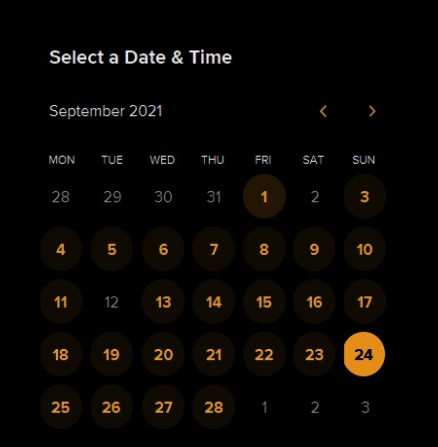 Select a Date & Time
September 2021
MON TUE WED THU FRI SAT SUN
28 29 30 31 1 2 3
4 5 6 7 8 9 10
11 12 13 14 15 16 17
18 19 20 21 22 23 24
25 26 27 28 1 2 3